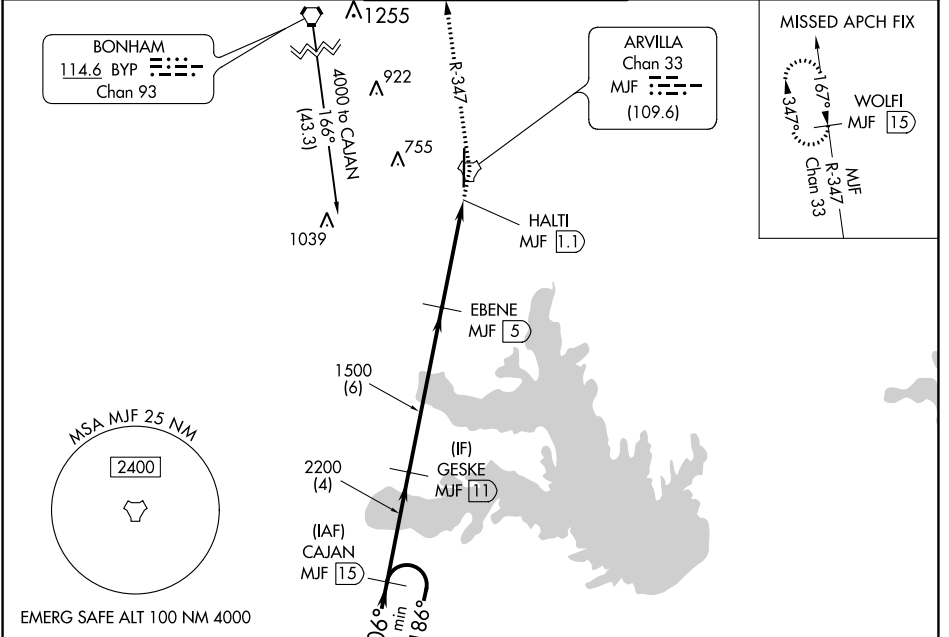 BONHAM
114.6 BYP
Chan 93
1255
922
755
1039
4000 to CAJAN
166°
(43.3)
R-347
ARVILLA
Chan 33
MJF
(109.6)
MISSED APCH FIX
167°
347°
WOLFI
MJF 15
MJF
R-347
Chan 33
HALTI
MJF 1.1
EBENE
MJF 5
1500
(6)
(IF)
GESKE
MJF 11
2200
(4)
(IAF)
CAJAN
MJF 15
06°
min
186°
MSA MJF 25 NM
2400
EMERG SAFE ALT 100 NM 4000